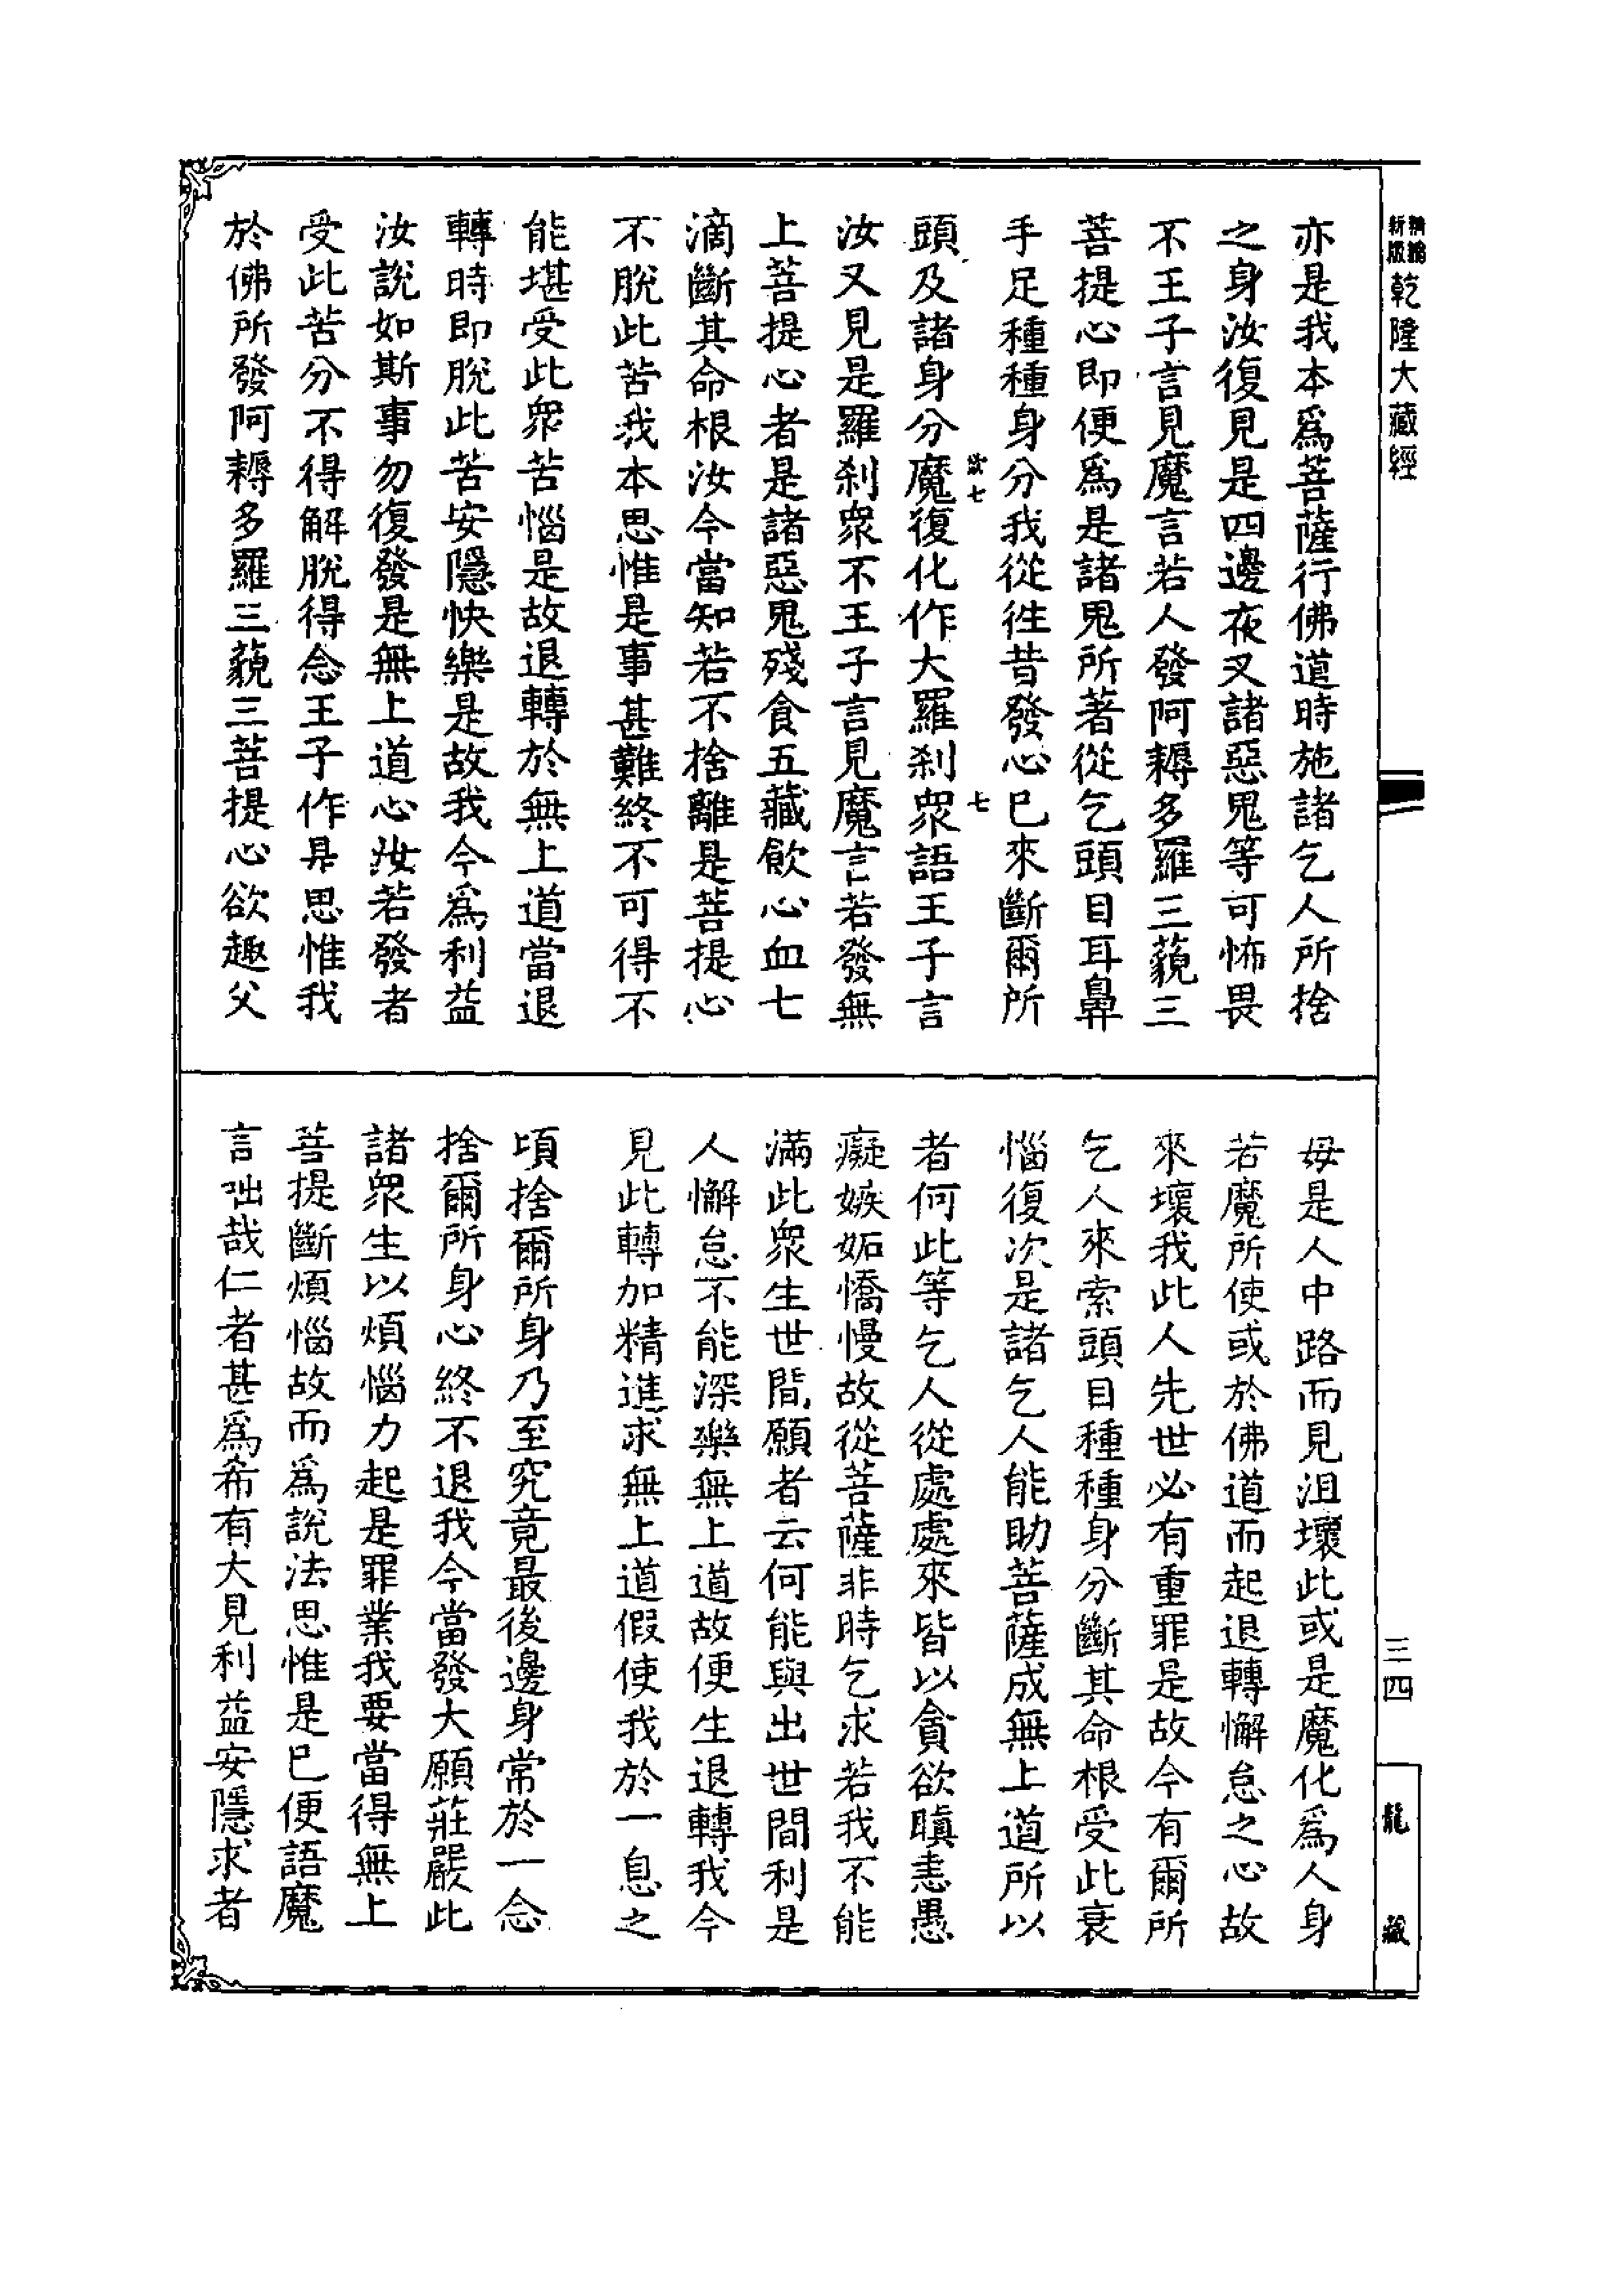 精縮
新版
乾隆大藏經
亦是我本爲菩薩行佛道時施諸乞人所捨
之身汝復見是四邊夜叉諸惡鬼等可怖畏
不王子言見魔言若人發阿耨多羅三藐三
菩提心即便爲是諸鬼所著從乞頭目耳鼻
手足種種身分我從徃昔發心已來斷爾所
七
七
頭及諸身分魔復化作大羅刹衆語王子言
汝又見是羅刹衆不王子言見魔言若發無
上菩提心者是諸惡鬼殘食五藏飲心血七
滴斷其命根汝今當知若不捨離是菩提心
不脫此苦我本思惟是事甚難終不可得不
能堪受此衆苦惱是故退轉於無上道當退
轉時即脫此苦安隱快樂是故我今爲利益
汝說如斯事勿復發是無上道心汝若發者
受此苦分不得解脫得念王子作是思惟我
於佛所發阿耨多羅三藐三菩提心欲趣父
母是人中路而見沮壞此或是魔化爲人身
若魔所使或於佛道而起退轉懈怠之心故
來壞我此人先世必有重罪是故今有爾所
乞人來索頭目種種身分斷其命根受此衰
惱復次是諸乞人能助菩薩成無上道所以
者何此等乞人從處處來皆以貪欲瞋恚愚
癡嫉妬憍慢故從菩薩非時乞求若我不能
滿此衆生世間願者云何能與出世間利是
人懈怠不能深樂無上道故便生退轉我今
見此轉加精進求無上道假使我於一息之
頃捨爾所身乃至究竟最後邊身常於一念
捨爾所身心終不退我今當發大願莊嚴此
諸衆生以煩惱力起是罪業我要當得無上
菩提斷煩惱故而爲說法思惟是已便語魔
言咄哉仁者甚爲希有大見利益安隱求者
三四
龍藏